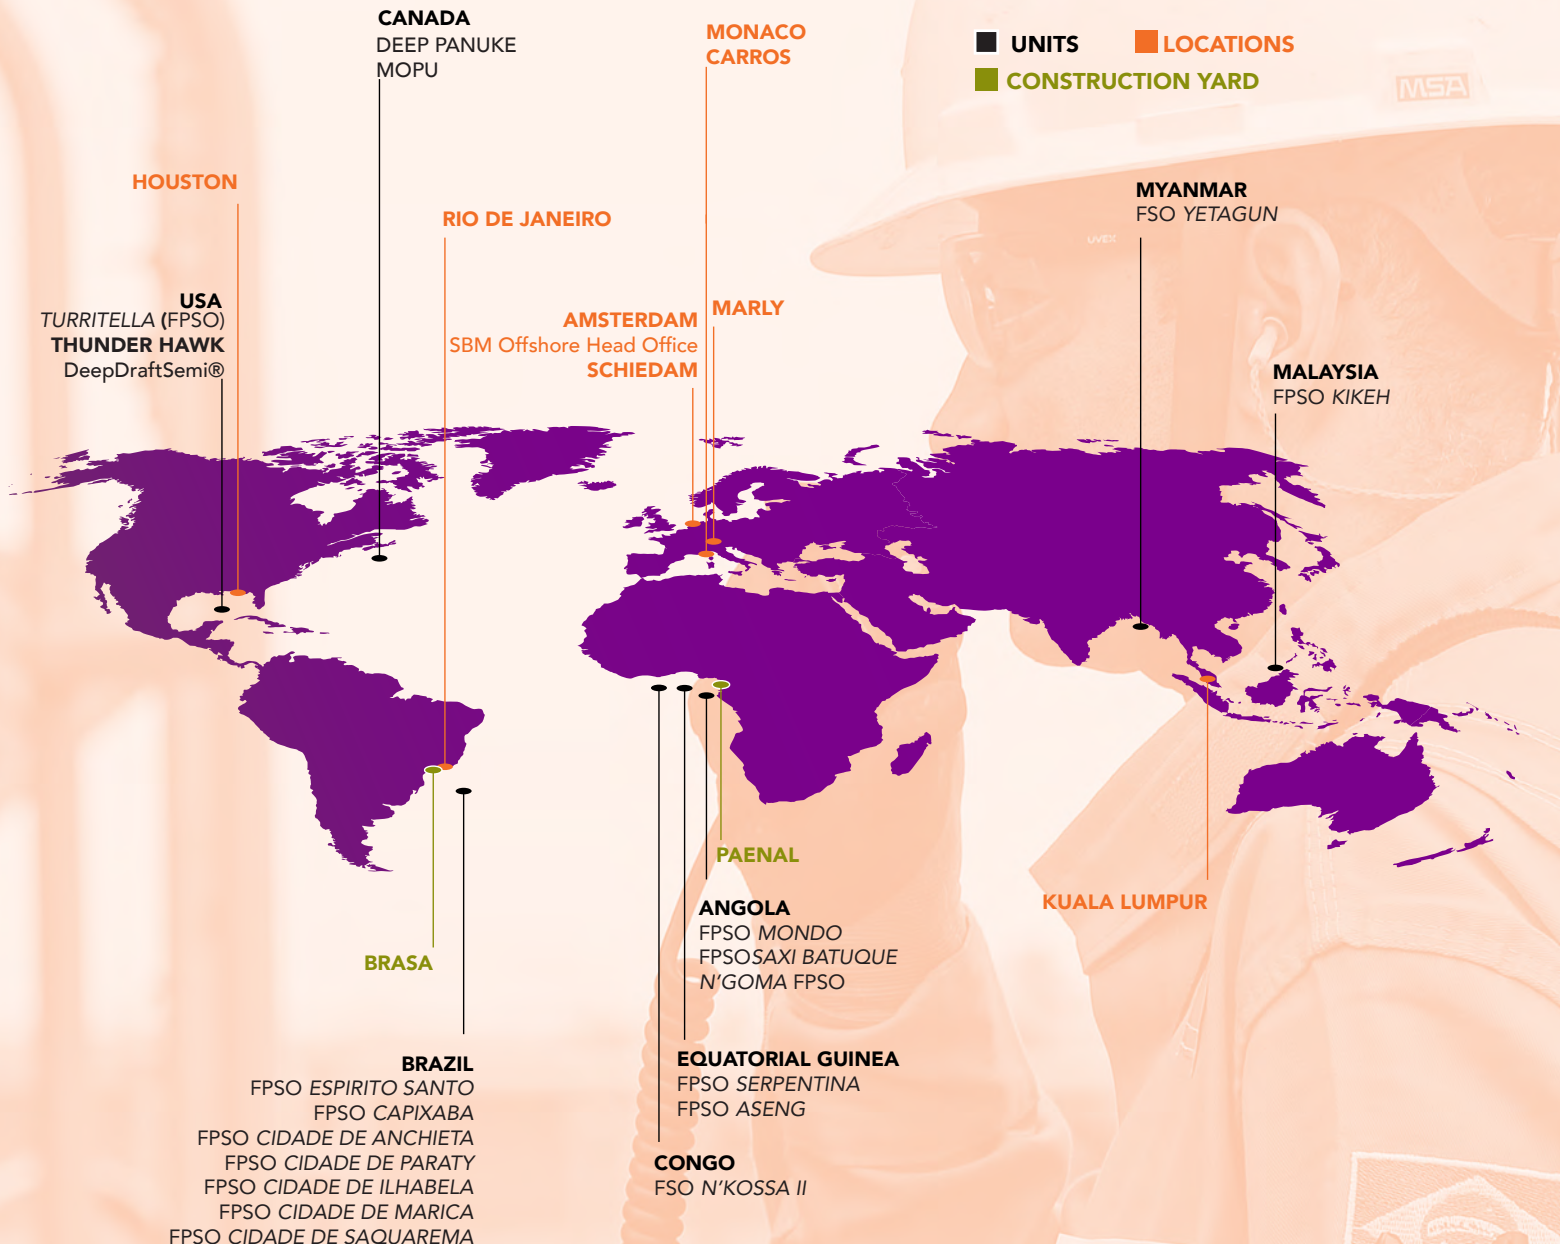 CANADA
DEEP PANUKE
MOPU
MONACO
CARROS
UNITS
LOCATIONS
CONSTRUCTION YARD
MSA
HOUSTON
RIO DE JANEIRO
MYANMAR
FSO YETAGUN
uvex
USA
TURRITELLA (FPSO)
THUNDER HAWK
DeepDraftSemi®
AMSTERDAM
SBM Offshore Head Office
SCHIEDAM
MARLY
MALAYSIA
FPSO KIKEH
PAENAL
KUALA LUMPUR
BRASA
ANGOLA
FPSO MONDO
FPSOSAXI BATUQUE
N'GOMA FPSO
BRAZIL
FPSO ESPIRITO SANTO
FPSO CAPIXABA
FPSO CIDADE DE ANCHIETA
FPSO CIDADE DE PARATY
FPSO CIDADE DE ILHABELA
FPSO CIDADE DE MARICA
FPSO CIDADE DE SAQUAREMA
EQUATORIAL GUINEA
FPSO SERPENTINA
FPSO ASENG
CONGO
FSO N'KOSSA II